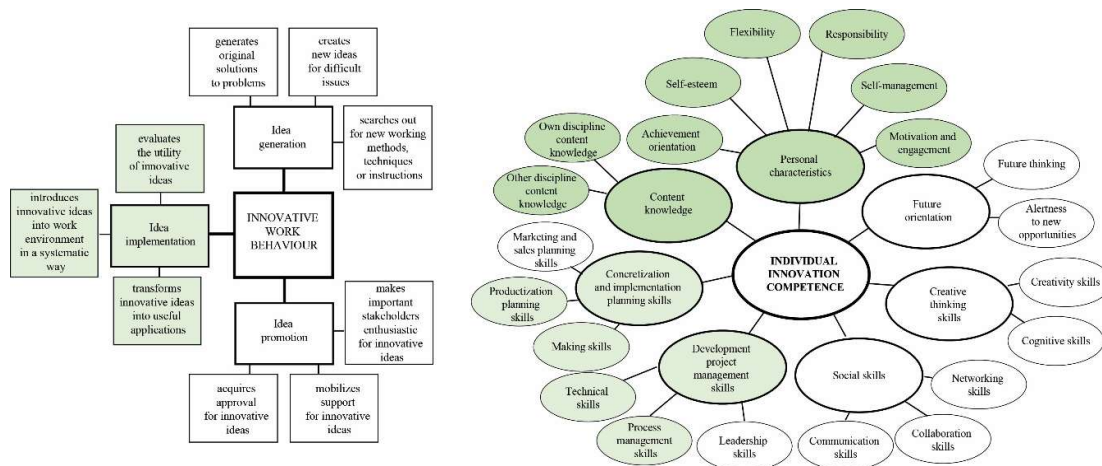 generates
original
solutions
to problems
creates
new ideas
for difficult
issues
Idea
generation
searches out
for new working
methods,
techniques
or instructions
evaluates
the utility
of innovative
ideas
introduces
innovative ideas
into work
environment
in a systematic
way
Idea
implementation
INNOVATIVE
WORK
BEHAVIOUR
transforms
innovative ideas
into useful
applications
Idea
promotion
makes
important
stakeholders
enthusiastic
for innovative
ideas
acquires
approval
for innovative
ideas
mobilizes
support
for innovative
ideas
Flexibility
Responsibility
Self-esteem
Self-management
Own discipline
content
knowledge
Achievement
orientation
Personal
characteristics
Motivation and
engagement
Other discipline
content
knowledge
Content
knowledge
Future thinking
Future
orientation
Alertness
to new
opportunities
Marketing and
sales planning
skills
Concretization
and implementation
planning skills
INDIVIDUAL
INNOVATION
COMPETENCE
Productization
planning skills
Creative
thinking
skills
Creativity skills
Making skills
Cognitive skills
Development
project
management
skills
Social skills
Technical
skills
Networking
skills
Process
management
skills
Leadership
skills
Communication
skills
Collaboration
skills